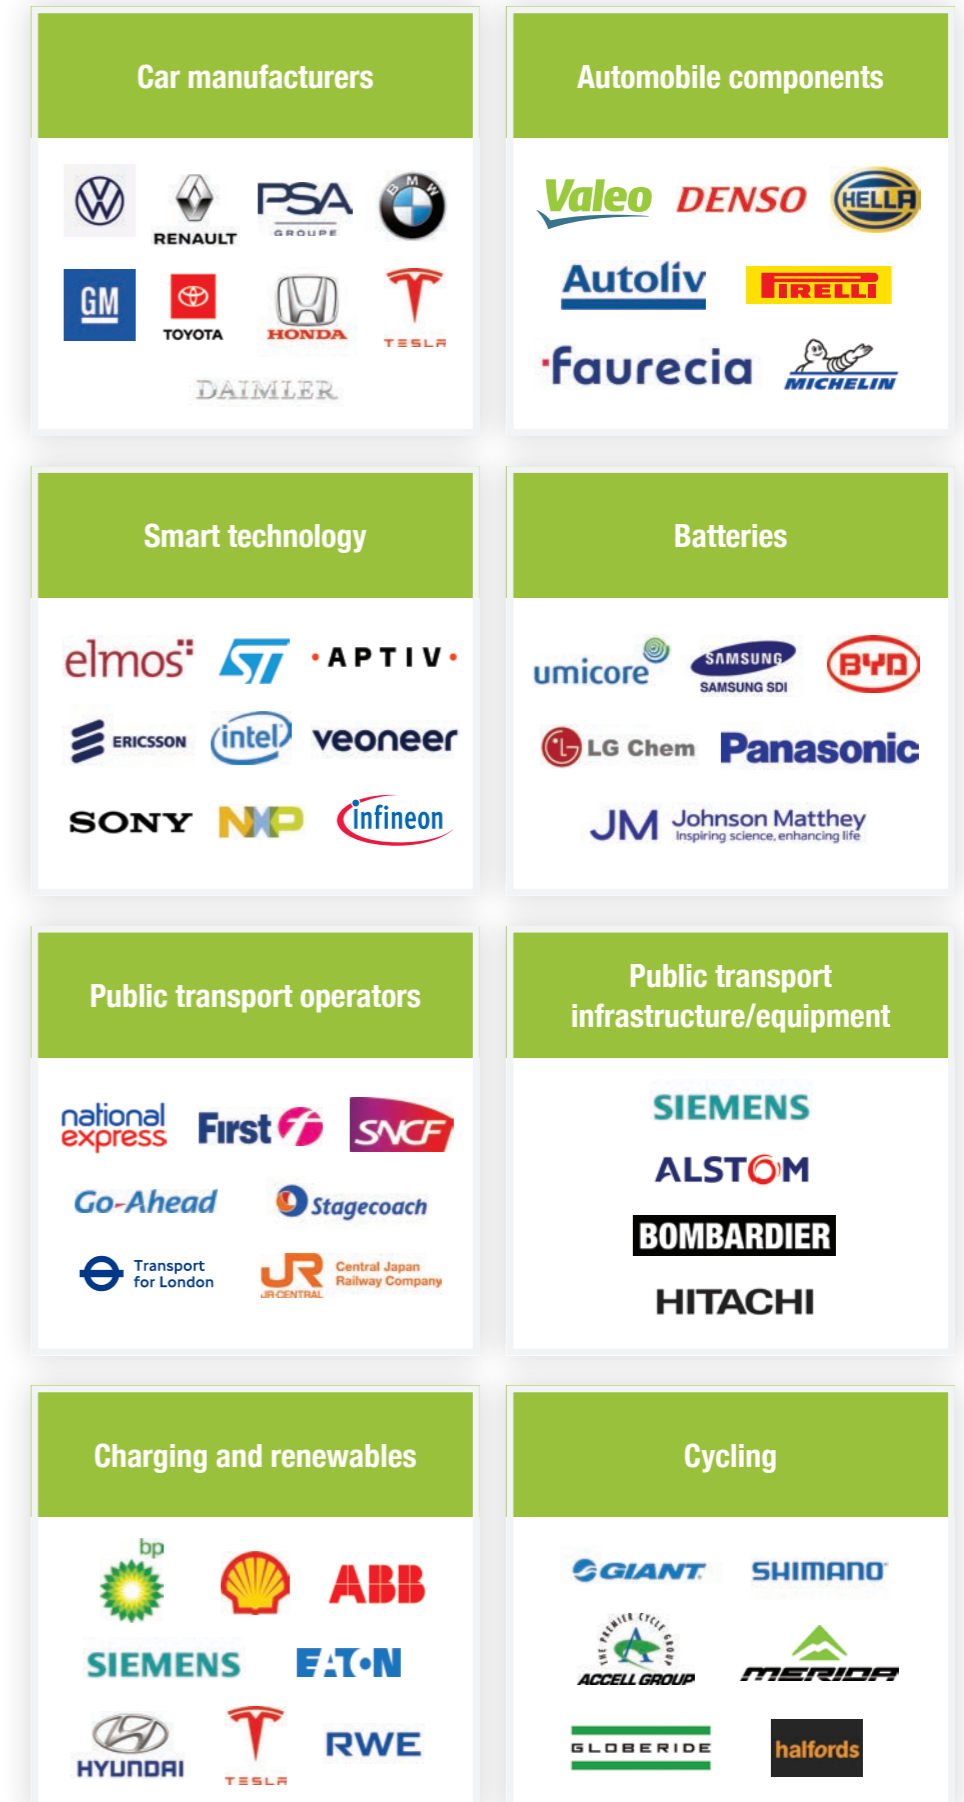 Car manufacturers
VW
RENAULT
PSA
GROUPE
BMW
GM
TOYOTA
HONDA
TESLA
DAIMLER
Automobile components
Valeo
DENSO
HELLA
Autoliv
PIRELLI
faurecia
MICHELIN
Smart technology
elmos
ST
APTIV
ERICSSON
intel
veoneer
SONY
NXP
infineon
Batteries
umicore
SAMSUNG
SAMSUNG SDI
BYD
LG
LG Chem
Panasonic
JM
Johnson Matthey
Inspiring science, enhancing life
Public transport operators
national
express
First
f
SNCF
Go-Ahead
Stagecoach
Transport
for London
JR
JR-CENTRAL
Central Japan
Railway Company
Public transport
infrastructure/equipment
SIEMENS
ALSTOM
BOMBARDIER
HITACHI
Charging and renewables
bp
ABB
SIEMENS
EATON
HYUNDAI
TESLA
RWE
Cycling
GIANT
SHIMANO
THE PREMIER CYCLE GROUP
ACCELL GROUP
MERIDA
GLOBERIDE
halfords